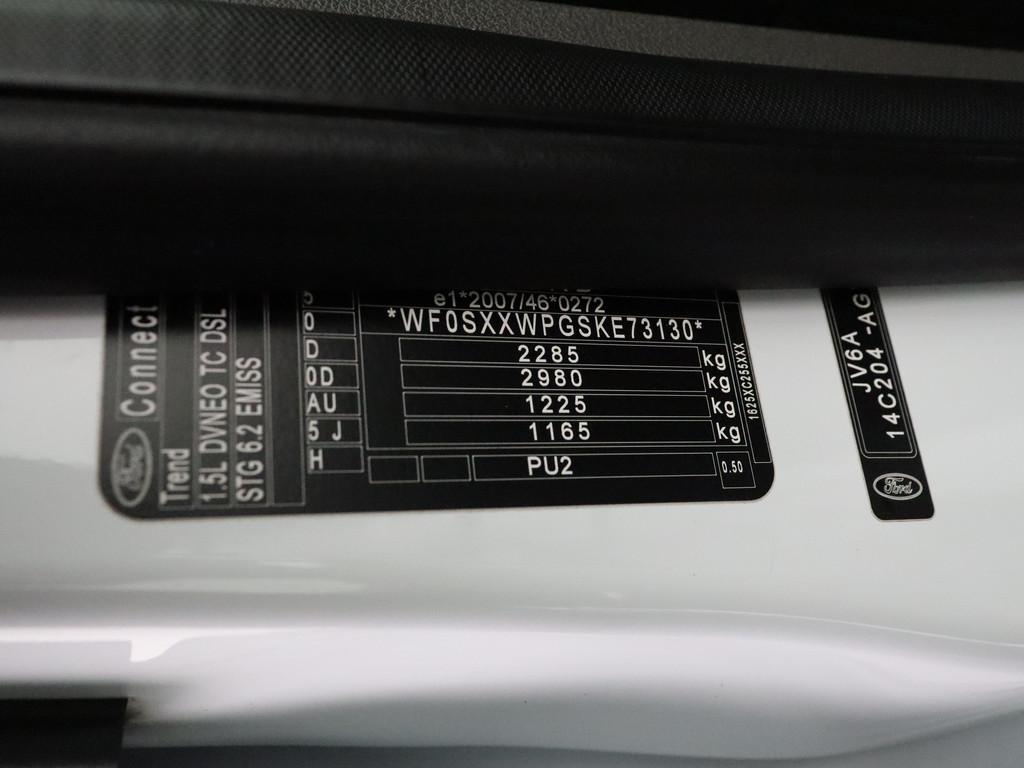 e1*2007/46*0272
*WF0SXXWPGSKE73130*
2285 kg
2980 kg
1225 kg
1165 kg
PU2
0.50
0
D
0D
AU
5 J
H
1625XC255XXX
Ford Connect
Trend
1.5L DVNEO TC DSL
STG 6.2 EMISS
JV6A
14C204 -AG
Ford